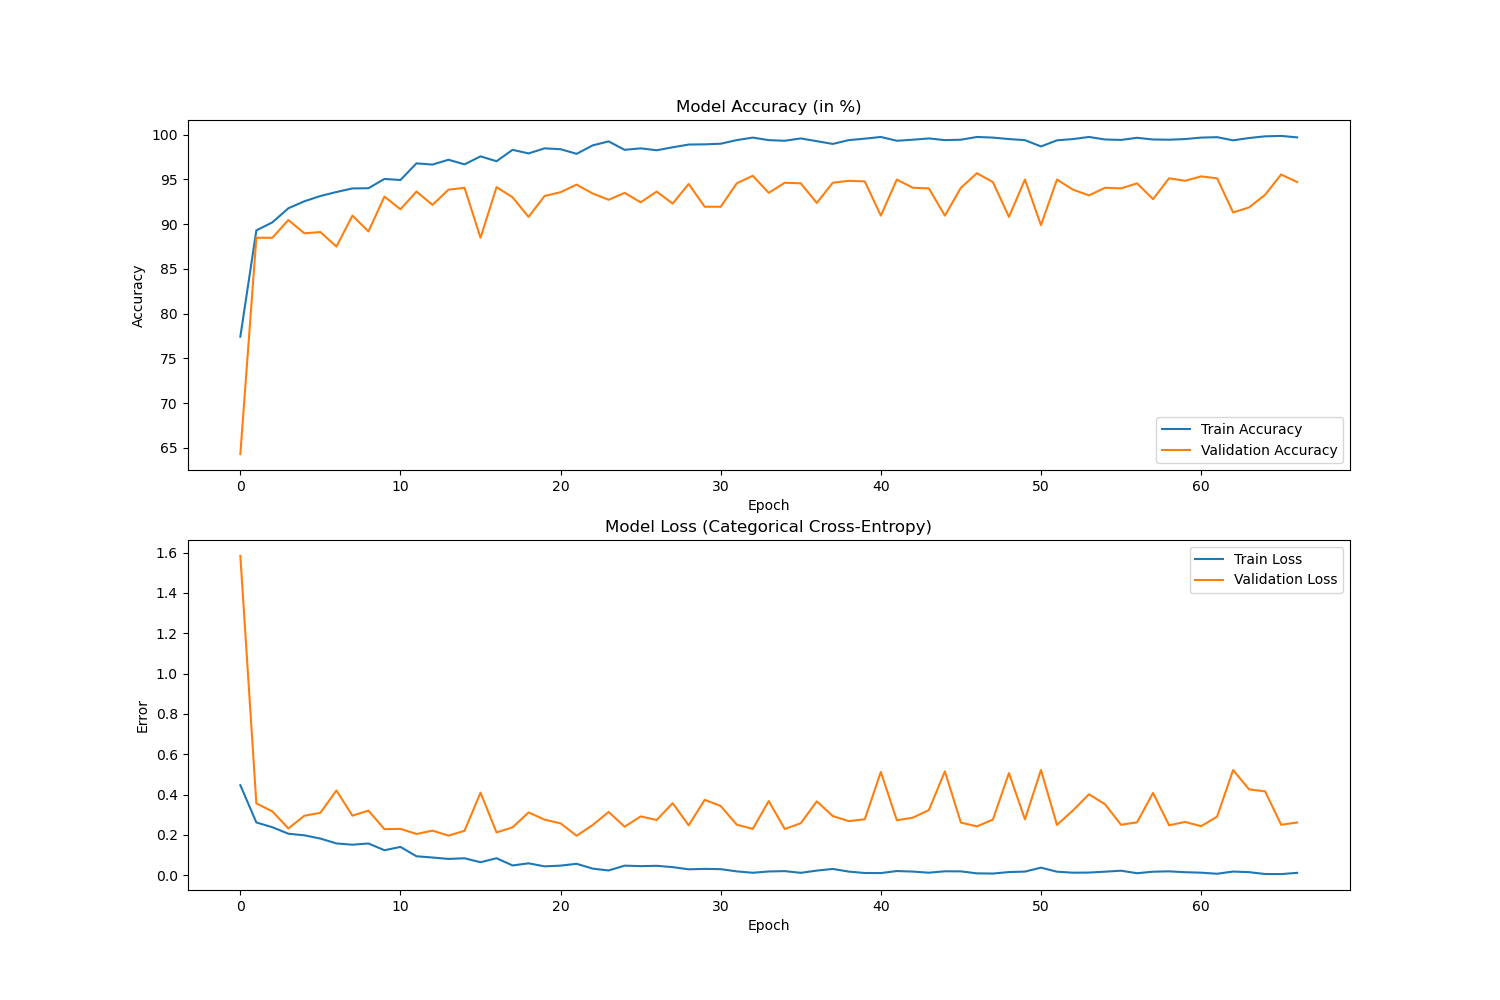 Model Accuracy (in %)
100
95
90
85
80
75
70
65
Accuracy
Train Accuracy
Validation Accuracy
0 10 20 30 40 50 60
Epoch
Model Loss (Categorical Cross-Entropy)
1.6
1.4
1.2
1.0
0.8
0.6
0.4
0.2
0.0
Error
Train Loss
Validation Loss
0 10 20 30 40 50 60
Epoch